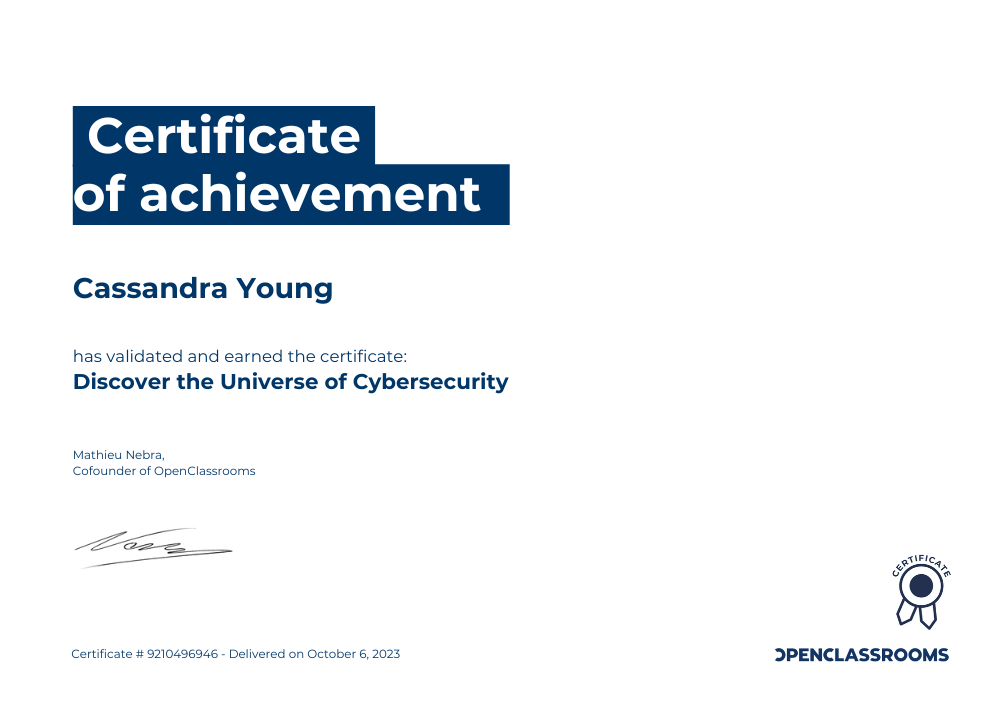 Certificate
of achievement
Cassandra Young
has validated and earned the certificate:
Discover the Universe of Cybersecurity
Mathieu Nebra,
Cofounder of OpenClassrooms
CERTIFICATE
Certificate # 9210496946 - Delivered on October 6, 2023
OPENCLASSROOMS